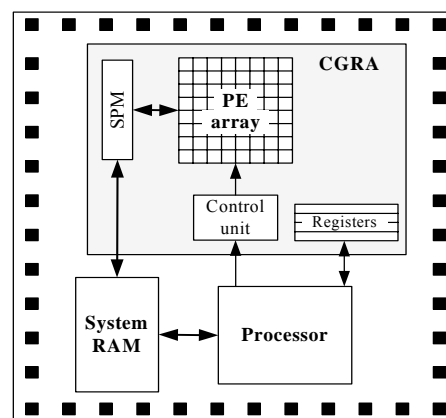 CGRA
SPM
PE
array
Control
unit
Registers
System
RAM
Processor